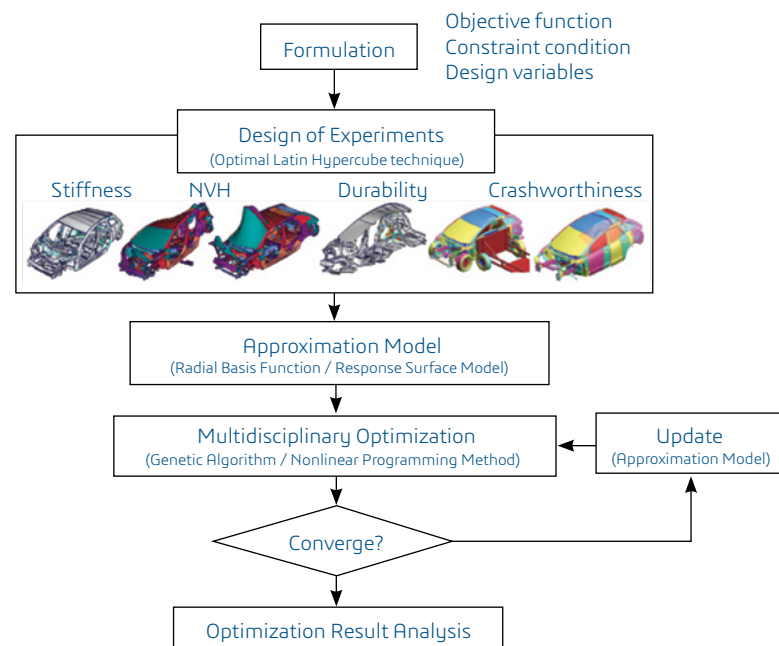 Formulation
Objective function
Constraint condition
Design variables
Design of Experiments
(Optimal Latin Hypercube technique)
Stiffness
NVH
Durability
Crashworthiness
Approximation Model
(Radial Basis Function / Response Surface Model)
Multidisciplinary Optimization
(Genetic Algorithm / Nonlinear Programming Method)
Update
(Approximation Model)
Converge?
Optimization Result Analysis